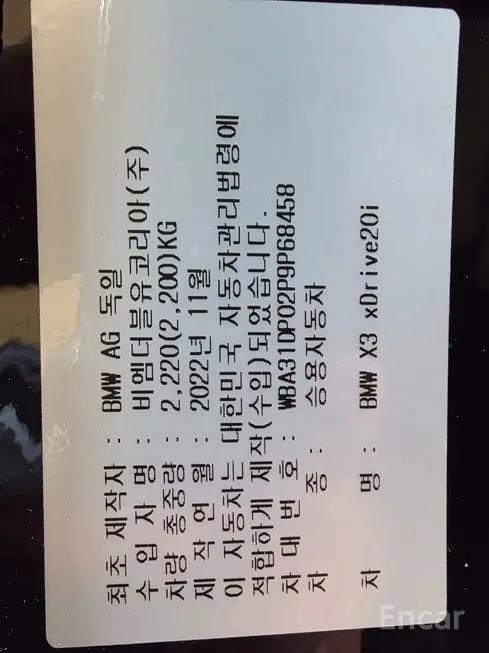 최초 제작자 : BMW AG 독일
수 입 자 명 : 비엠더블유코리아(주)
차량 총중량 : 2,220(2,200)KG
제 작 연 월 : 2022년 11월
이 자동차는 대한민국 자동차관리법령에
적합하게 제작(수입)되었습니다.
차 대 번 호 : WBA31DP02P9P68458
차 종 : 승용자동차
차 명 : BMW X3 xDrive20i
Encar